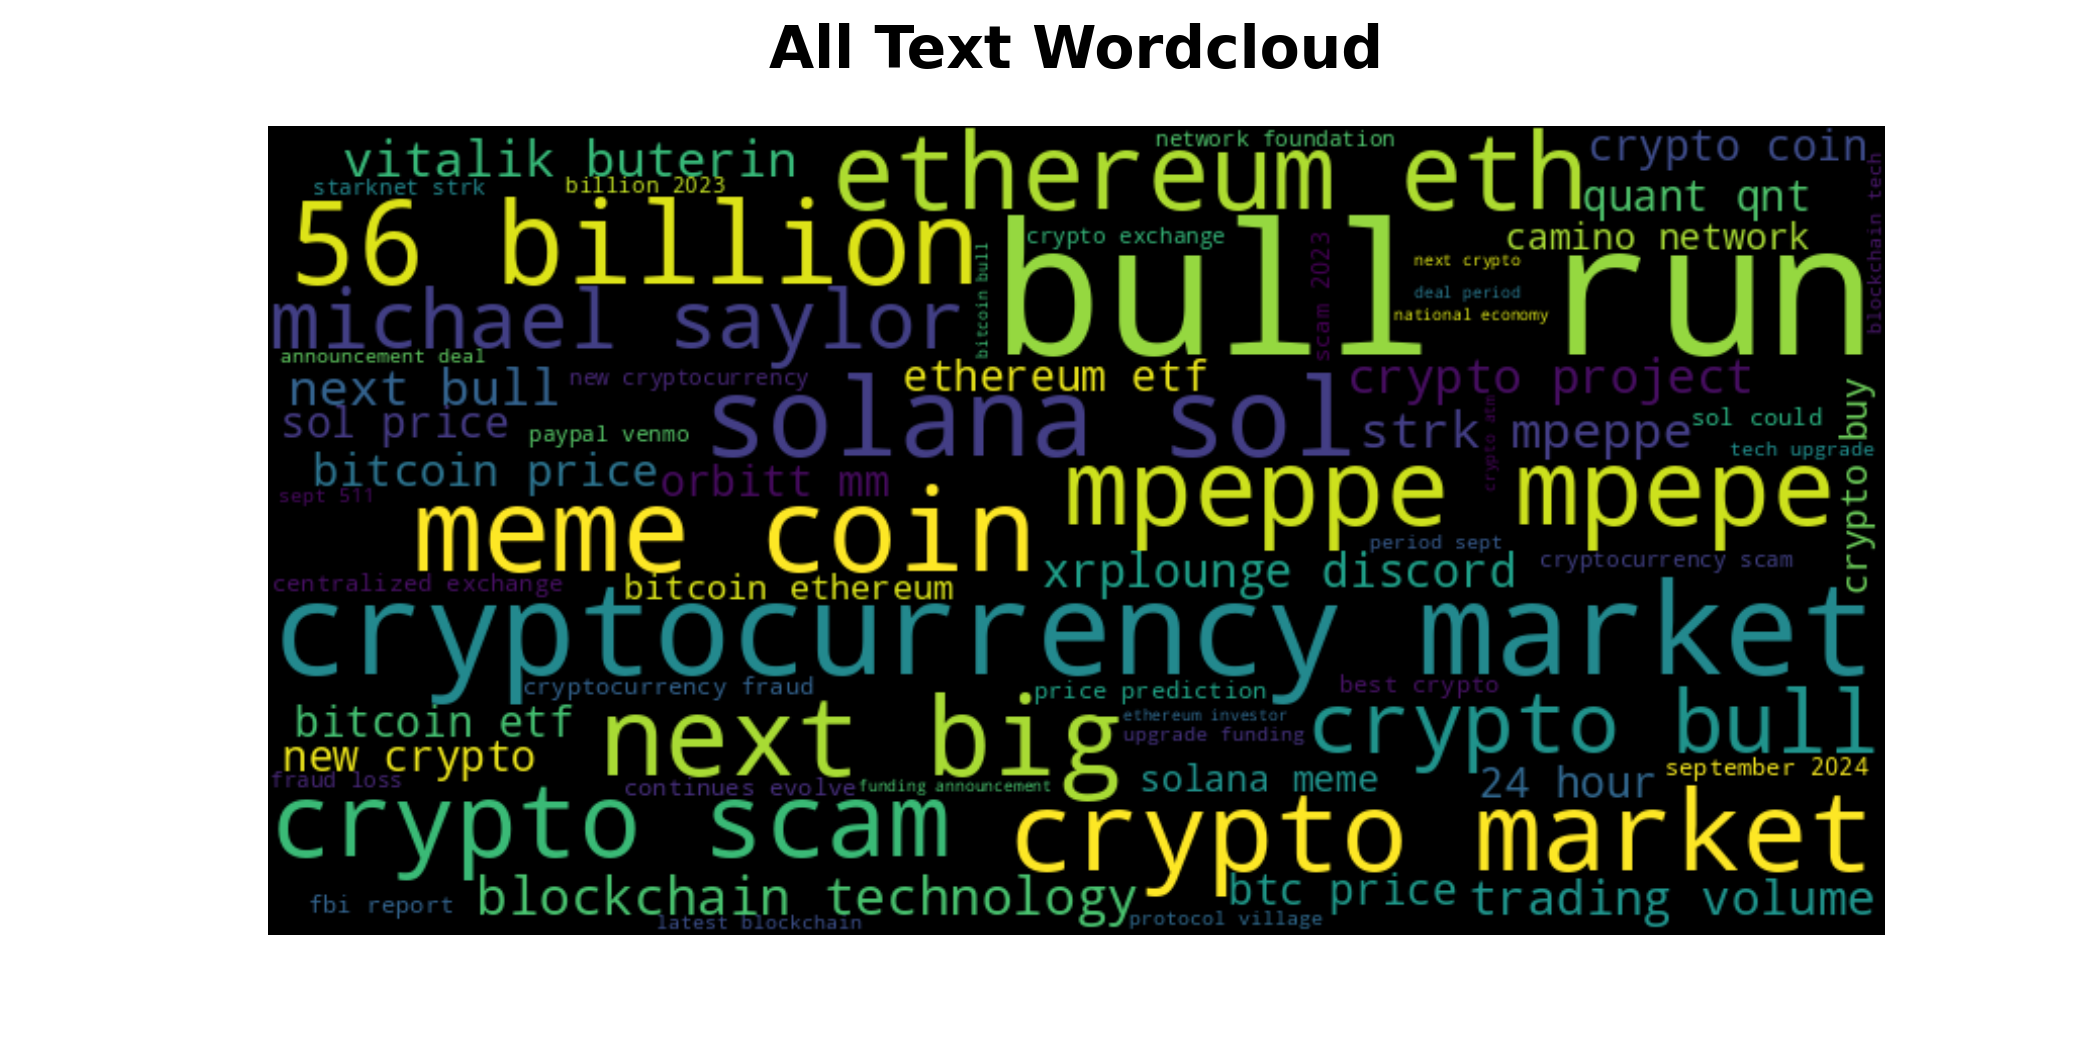 All Text Wordcloud
network foundation
vitalik buterin
ethereum eth
crypto coin
starknet strk
billion 2023
quant qnt
blockchain tech
56 billion
crypto exchange
camino network
bull run
bitcoin bull
scam 2023
next crypto
deal period
national economy
michael saylor
announcement deal
next bull
new cryptocurrency
ethereum etf
crypto project
sol price
paypal venmo
solana sol
strk mpeppe
sol could
crypto atm
tech upgrade
crypto buy
bitcoin price
orbitt mm
mpeppe mpepe
sept 511
meme coin
period sept
xrplounge discord
cryptocurrency scam
centralized exchange
bitcoin ethereum
cryptocurrency market
cryptocurrency fraud
price prediction
best crypto
bitcoin etf
next big
ethereum investor
upgrade funding
crypto bull
new crypto
fraud loss
continues evolve
funding announcement
solana meme
24 hour
september 2024
crypto scam
crypto market
fbi report
blockchain technology
btc price
trading volume
latest blockchain
protocol village